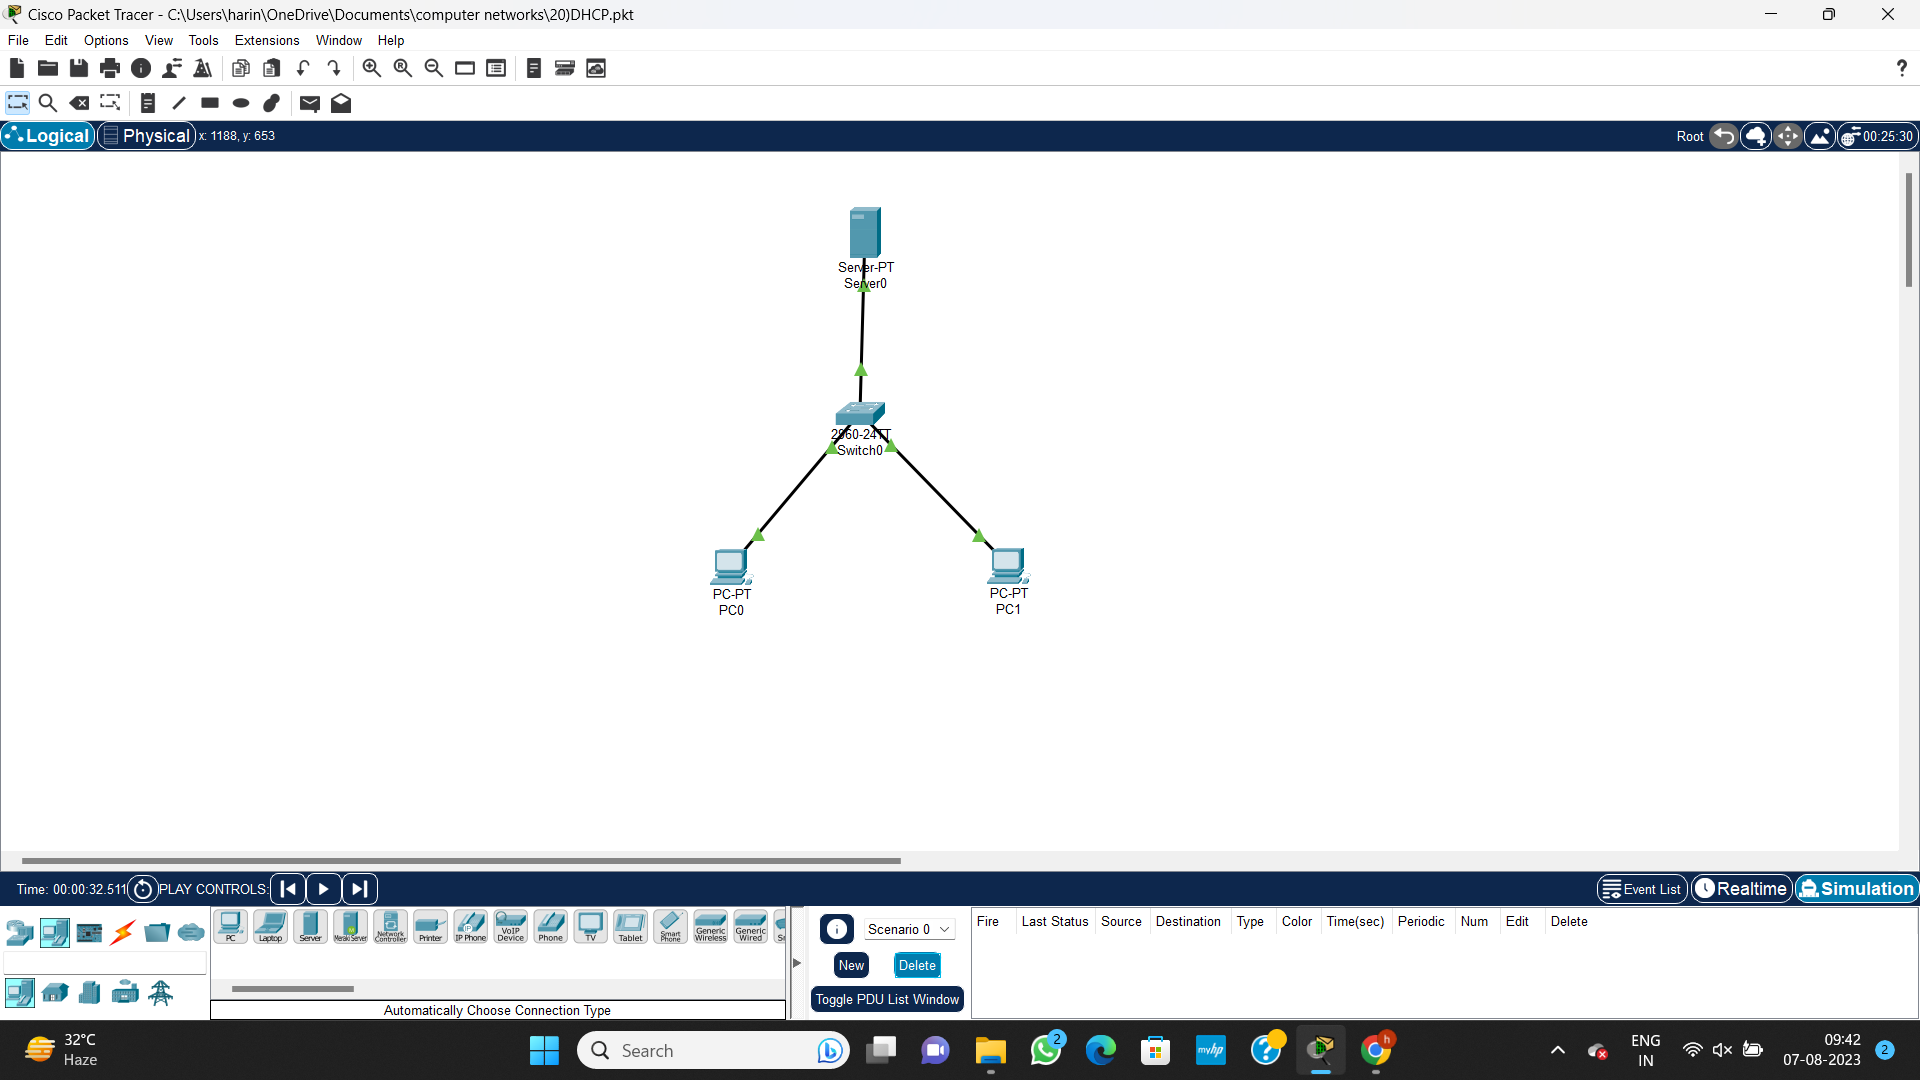 Cisco Packet Tracer - C:\Users\harin\OneDrive\Documents\computer networks\20)DHCP.pkt
File Edit Options View Tools Extensions Window Help
?
Logical Physical x: 1188, y: 653 Root 00:25:30
Server-PT
Server0
2960-24TT
Switch0
PC-PT
PC0
PC-PT
PC1
Time: 00:00:32.511 PLAY CONTROLS: Event List Realtime Simulation
PC Laptop Server Meraki Server Network Controller Printer IP Phone VoIP Device Phone TV Tablet Smart Phone Generic Wireless Generic Wired
Automatically Choose Connection Type
Scenario 0
New Delete
Toggle PDU List Window
Fire Last Status Source Destination Type Color Time(sec) Periodic Num Edit Delete
32°C
Haze
Search
2
myhp
h
ENG
IN
09:42
07-08-2023
2